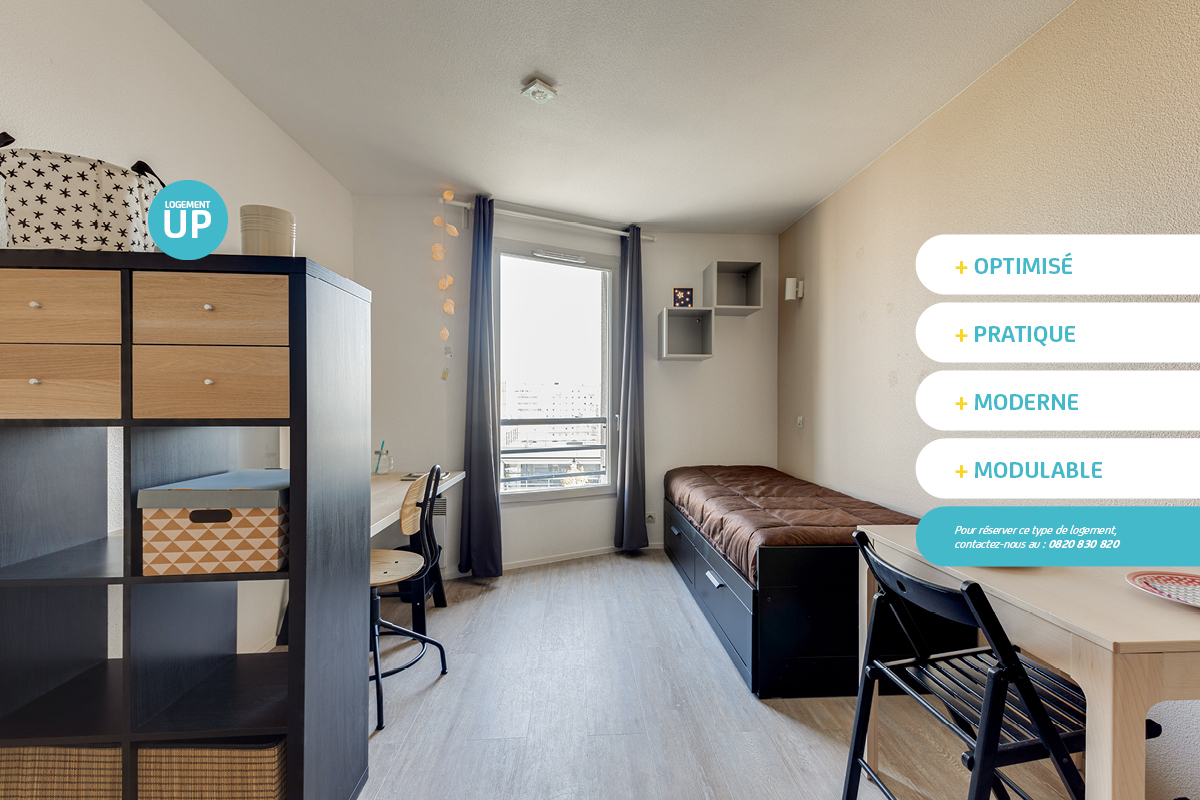 LOGEMENT
UP
+ OPTIMISÉ
+ PRATIQUE
+ MODERNE
+ MODULABLE
Pour réserver ce type de logement,
contactez-nous au : 0820 830 820